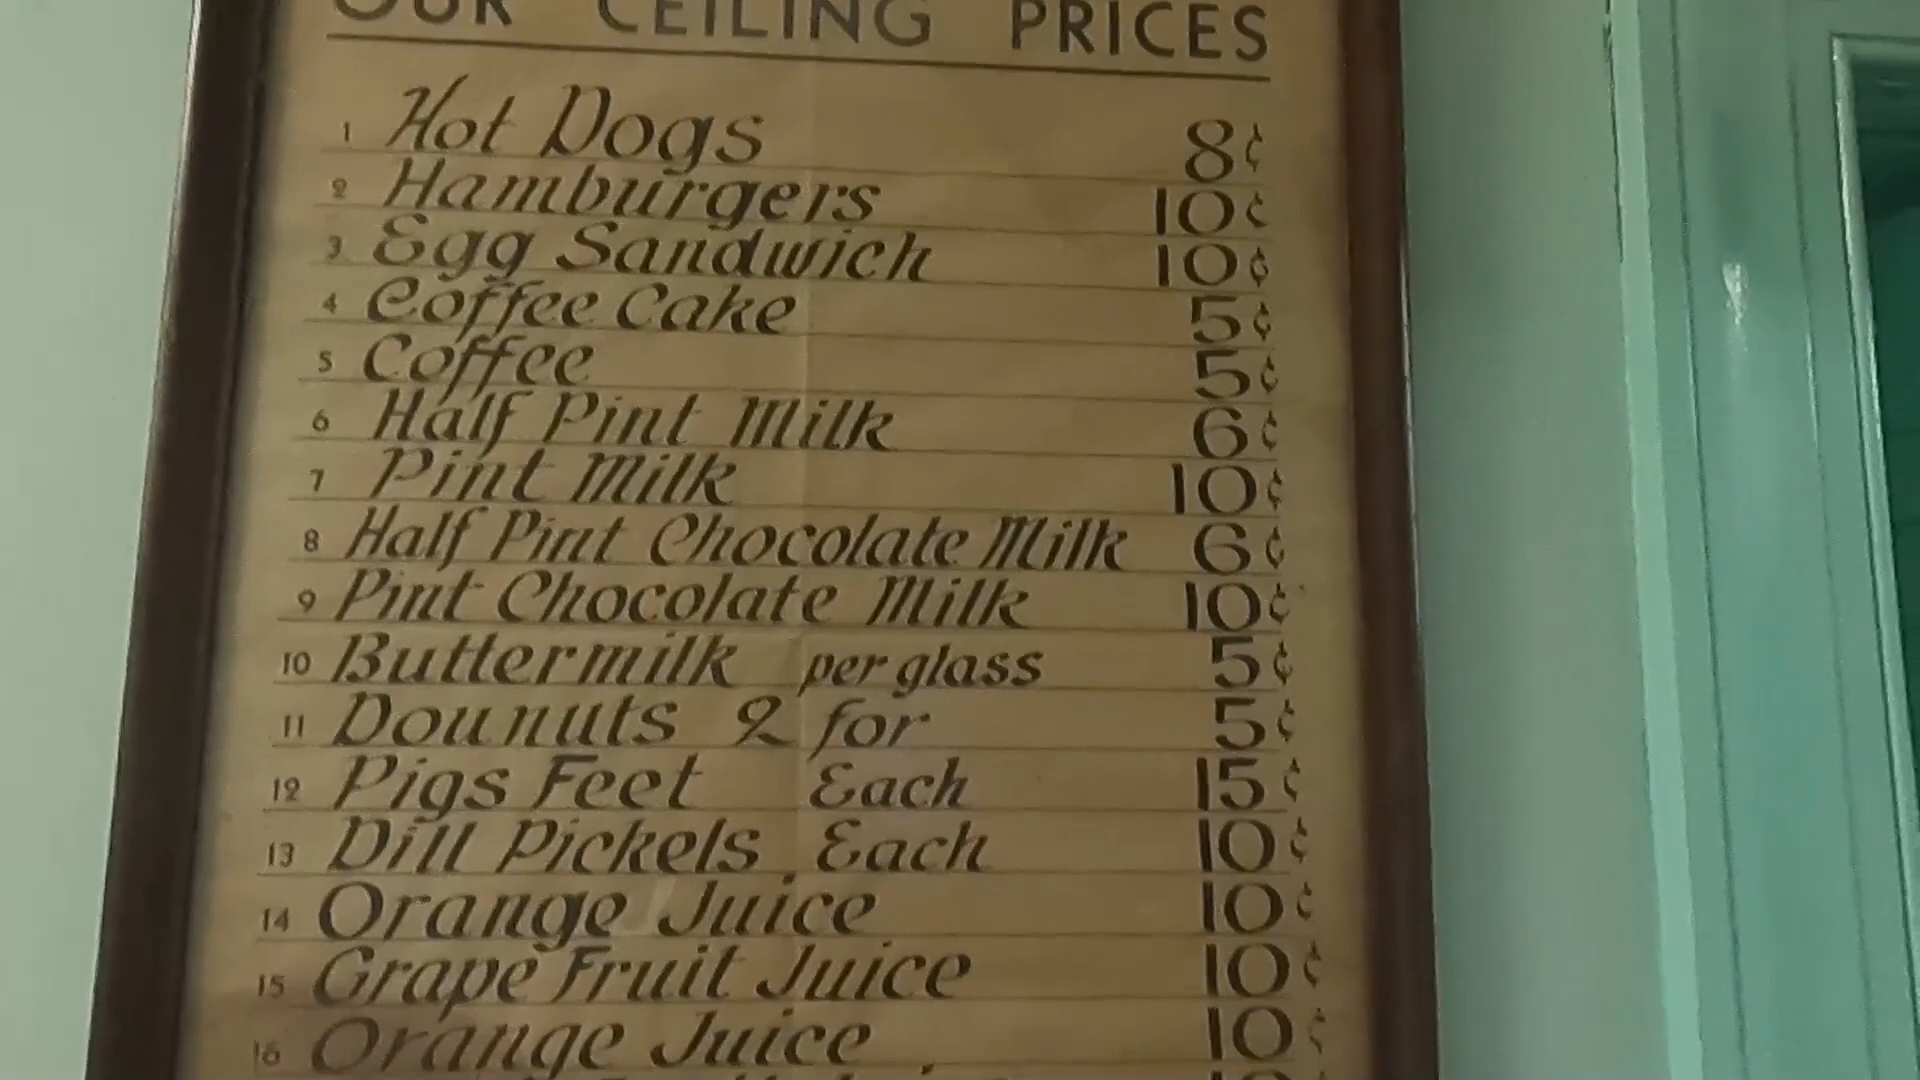 OUR CEILING PRICES
1 Hot Dogs 8¢
2 Hamburgers 10¢
3 Egg Sandwich 10¢
4 Coffee Cake 5¢
5 Coffee 5¢
6 Half Pint Milk 6¢
7 Pint Milk 10¢
8 Half Pint Chocolate Milk 6¢
9 Pint Chocolate Milk 10¢
10 Buttermilk per glass 5¢
11 Dounuts 2 for 5¢
12 Pigs Feet Each 15¢
13 Dill Pickels Each 10¢
14 Orange Juice 10¢
15 Grape Fruit Juice 10¢
16 Orange Juice 10¢